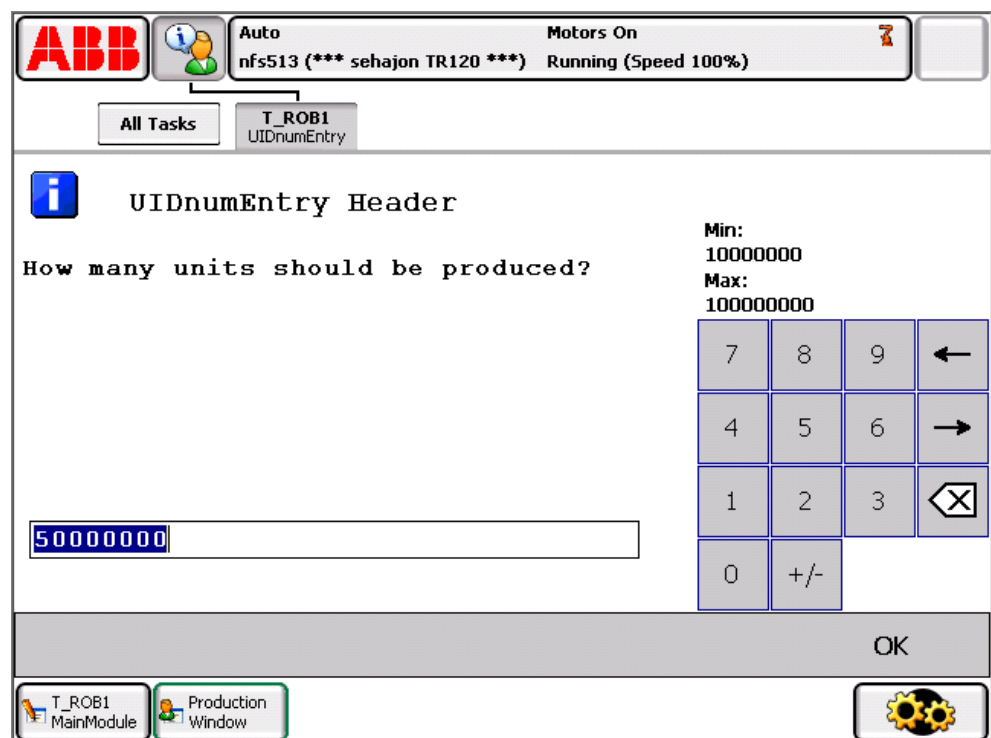 ABB
Auto
Motors On
nfs513 (*** sehajon TR120 ***)
Running (Speed 100%)
All Tasks
T_ROB1
UIDnumEntry
i
UIDnumEntry Header
How many units should be produced?
Min:
10000000
Max:
100000000
7 8 9 ←
4 5 6 →
1 2 3
50000000
0 +/-
OK
T_ROB1
MainModule
Production
Window